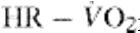 HR – V̇O₂